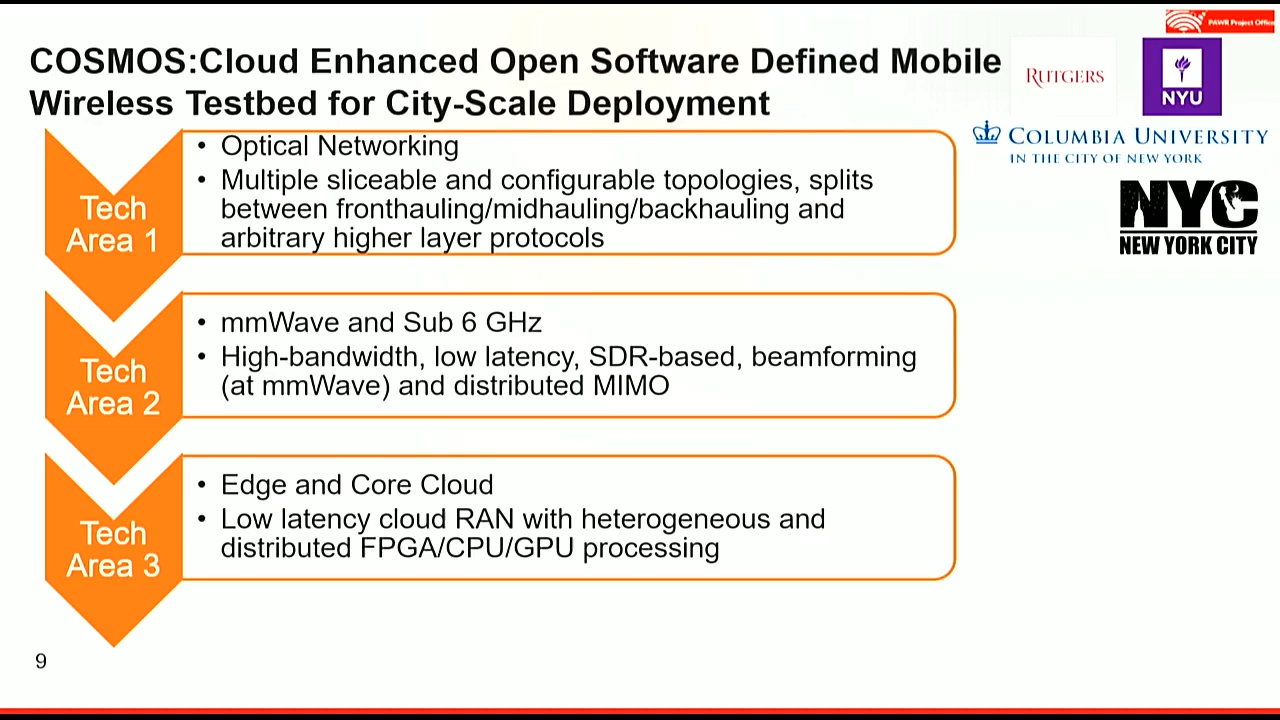 PAWR Project Office
COSMOS:Cloud Enhanced Open Software Defined Mobile
Wireless Testbed for City-Scale Deployment
RUTGERS
NYU
COLUMBIA UNIVERSITY
IN THE CITY OF NEW YORK
NYC
NEW YORK CITY
Tech
Area 1
• Optical Networking
• Multiple sliceable and configurable topologies, splits
between fronthauling/midhauling/backhauling and
arbitrary higher layer protocols
Tech
Area 2
• mmWave and Sub 6 GHz
• High-bandwidth, low latency, SDR-based, beamforming
(at mmWave) and distributed MIMO
Tech
Area 3
• Edge and Core Cloud
• Low latency cloud RAN with heterogeneous and
distributed FPGA/CPU/GPU processing
9